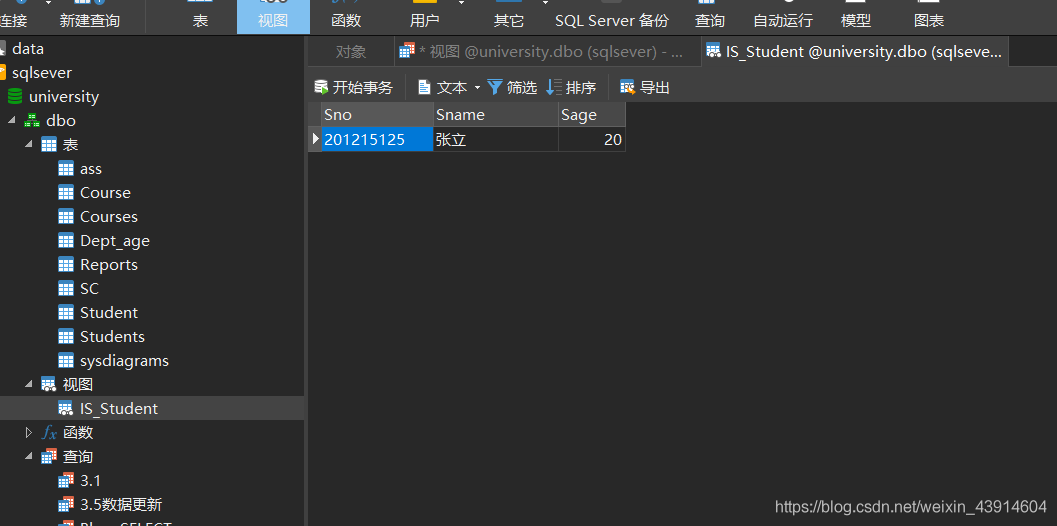 连接 新建查询 表 视图 函数 用户 其它 SQL Server 备份 查询 自动运行 模型 图表
data
sqlsever
university
dbo
表
ass
Course
Courses
Dept_age
Reports
SC
Student
Students
sysdiagrams
视图
IS_Student
fx 函数
查询
3.1
3.5数据更新
对象 * 视图 @university.dbo (sqlsever) - ... IS_Student @university.dbo (sqlseve...
开始事务 文本 筛选 排序 导出
Sno Sname Sage
201215125 张立 20
https://blog.csdn.net/weixin_43914604